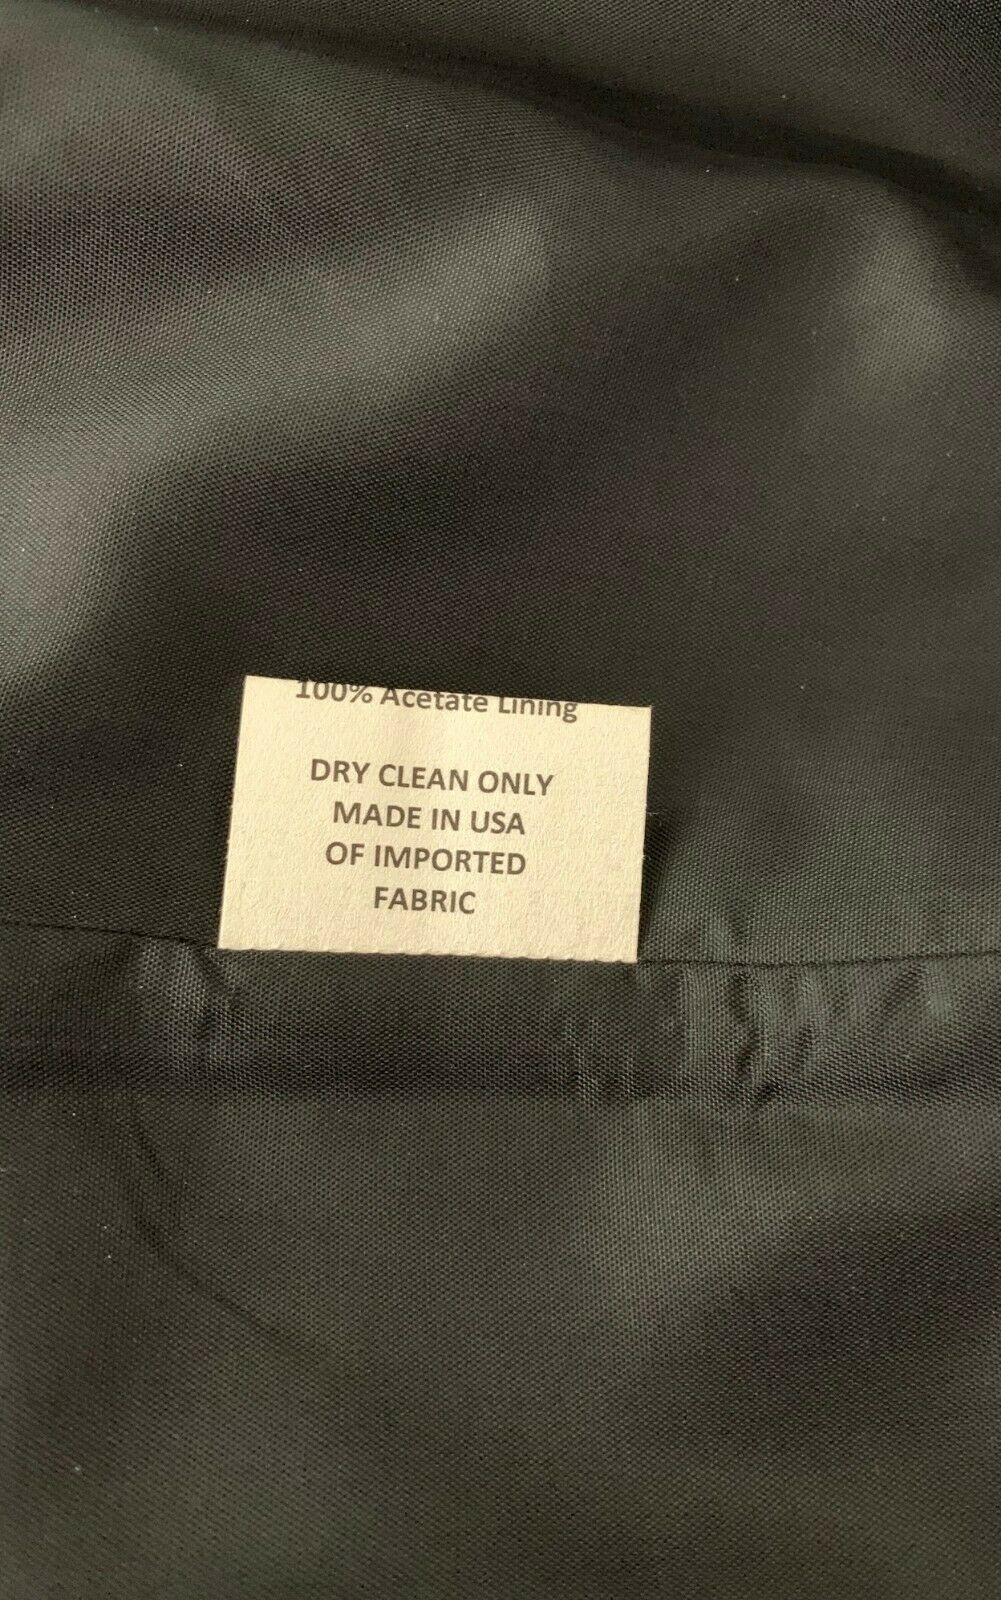 100% Acetate Lining
DRY CLEAN ONLY
MADE IN USA
OF IMPORTED
FABRIC